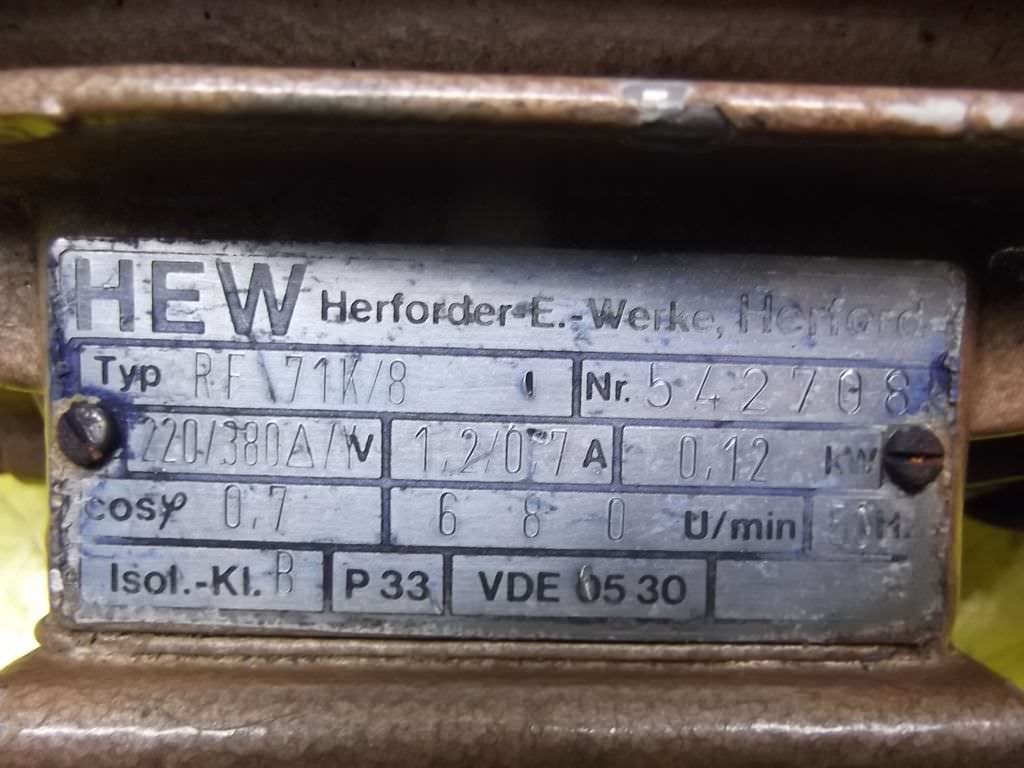 HEW Herforder-E.-Werke, Herford
Typ RF 71K/8 Nr. 542708
220/380Δ/Y V 1,2/0,7 A 0,12 kW
cosφ 0,7 680 U/min
Isol.-Kl. B P 33 VDE 0530